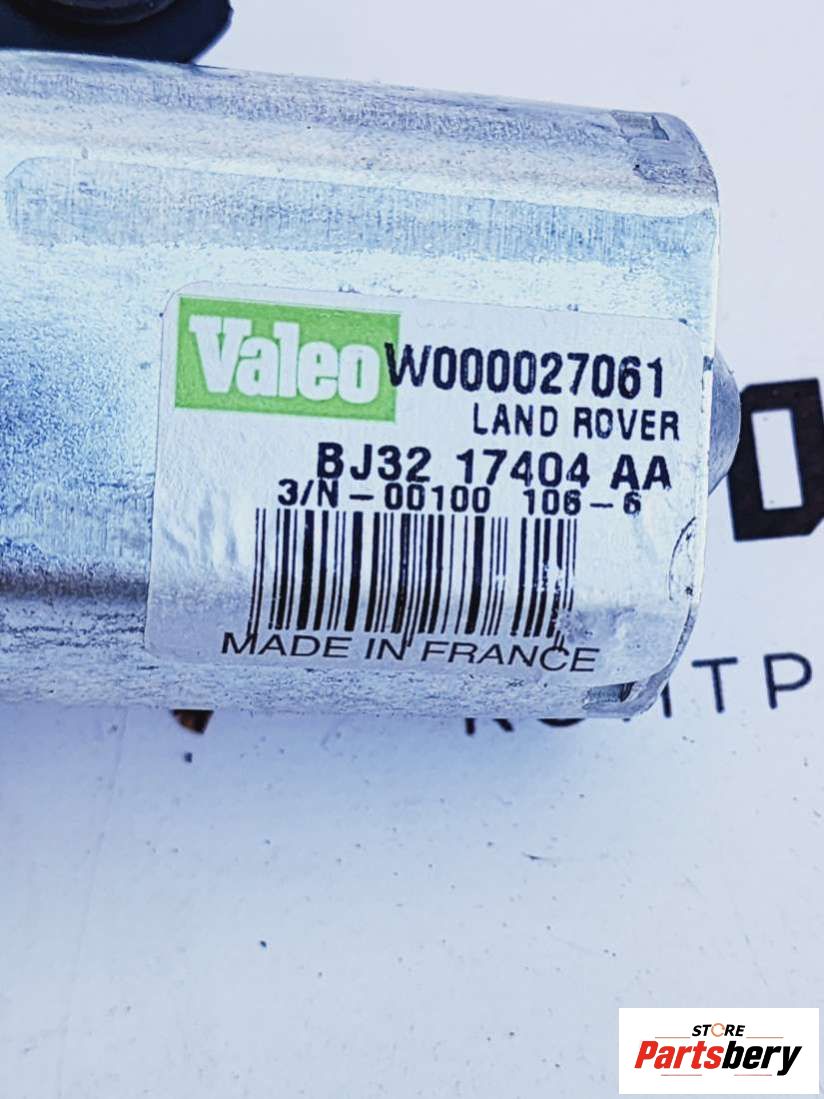 Valeo W000027061
LAND ROVER
BJ32 17404 AA
3/N-00100 106-6
MADE IN FRANCE
STORE
Partsbery